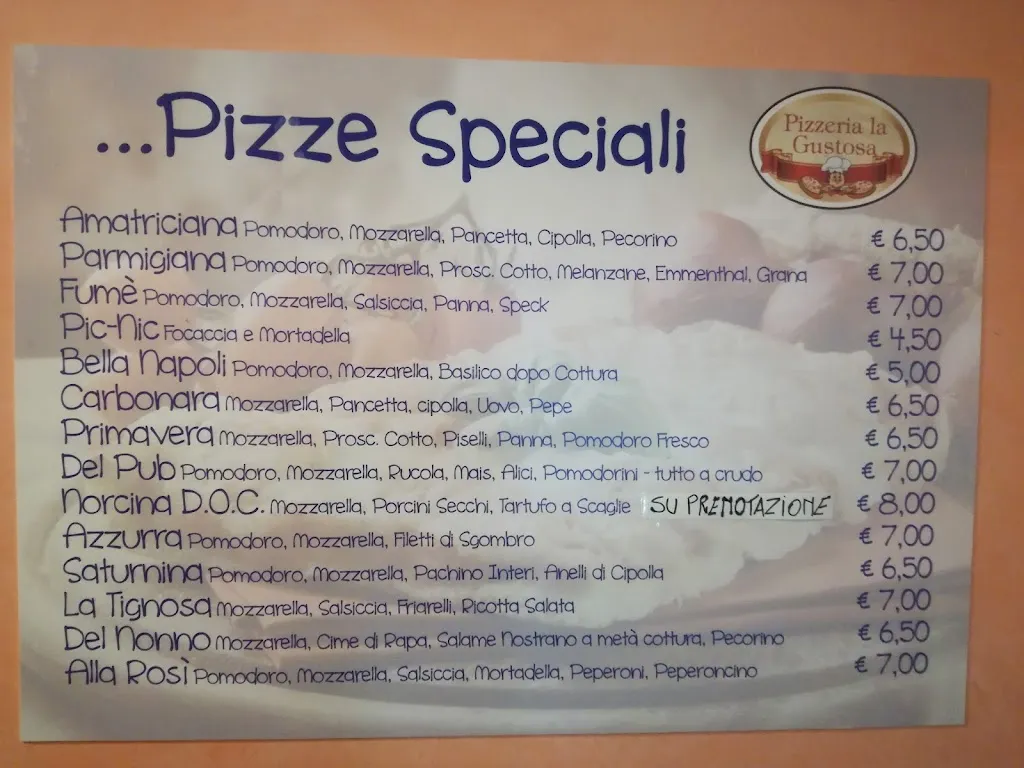 ...Pizze Speciali
Pizzeria la
Gustosa
Amatriciana Pomodoro, Mozzarella, Pancetta, Cipolla, Pecorino € 6,50
Parmigiana Pomodoro, Mozzarella, Prosc. Cotto, Melanzane, Emmenthal, Grana € 7,00
Fumè Pomodoro, Mozzarella, Salsiccia, Panna, Speck € 7,00
Pic-Nic Focaccia e Mortadella € 4,50
Bella Napoli Pomodoro, Mozzarella, Basilico dopo Cottura € 5,00
Carbonara Mozzarella, Pancetta, cipolla, Uovo, Pepe € 6,50
Primavera Mozzarella, Prosc. Cotto, Piselli, Panna, Pomodoro Fresco € 6,50
Del Pub Pomodoro, Mozzarella, Rucola, Mais, Alici, Pomodorini - tutto a crudo € 7,00
Norcina D.O.C. Mozzarella, Porcini Secchi, Tartufo a Scaglie SU PRENOTAZIONE € 8,00
Azzurra Pomodoro, Mozzarella, Filetti di Sgombro € 7,00
Saturnina Pomodoro, Mozzarella, Pachino Interi, Anelli di Cipolla € 6,50
La Tignosa Mozzarella, Salsiccia, Friarelli, Ricotta Salata € 7,00
Del Nonno Mozzarella, Cime di Rapa, Salame Nostrano a metà cottura, Pecorino € 6,50
Alla Rosì Pomodoro, Mozzarella, Salsiccia, Mortadella, Peperoni, Peperoncino € 7,00